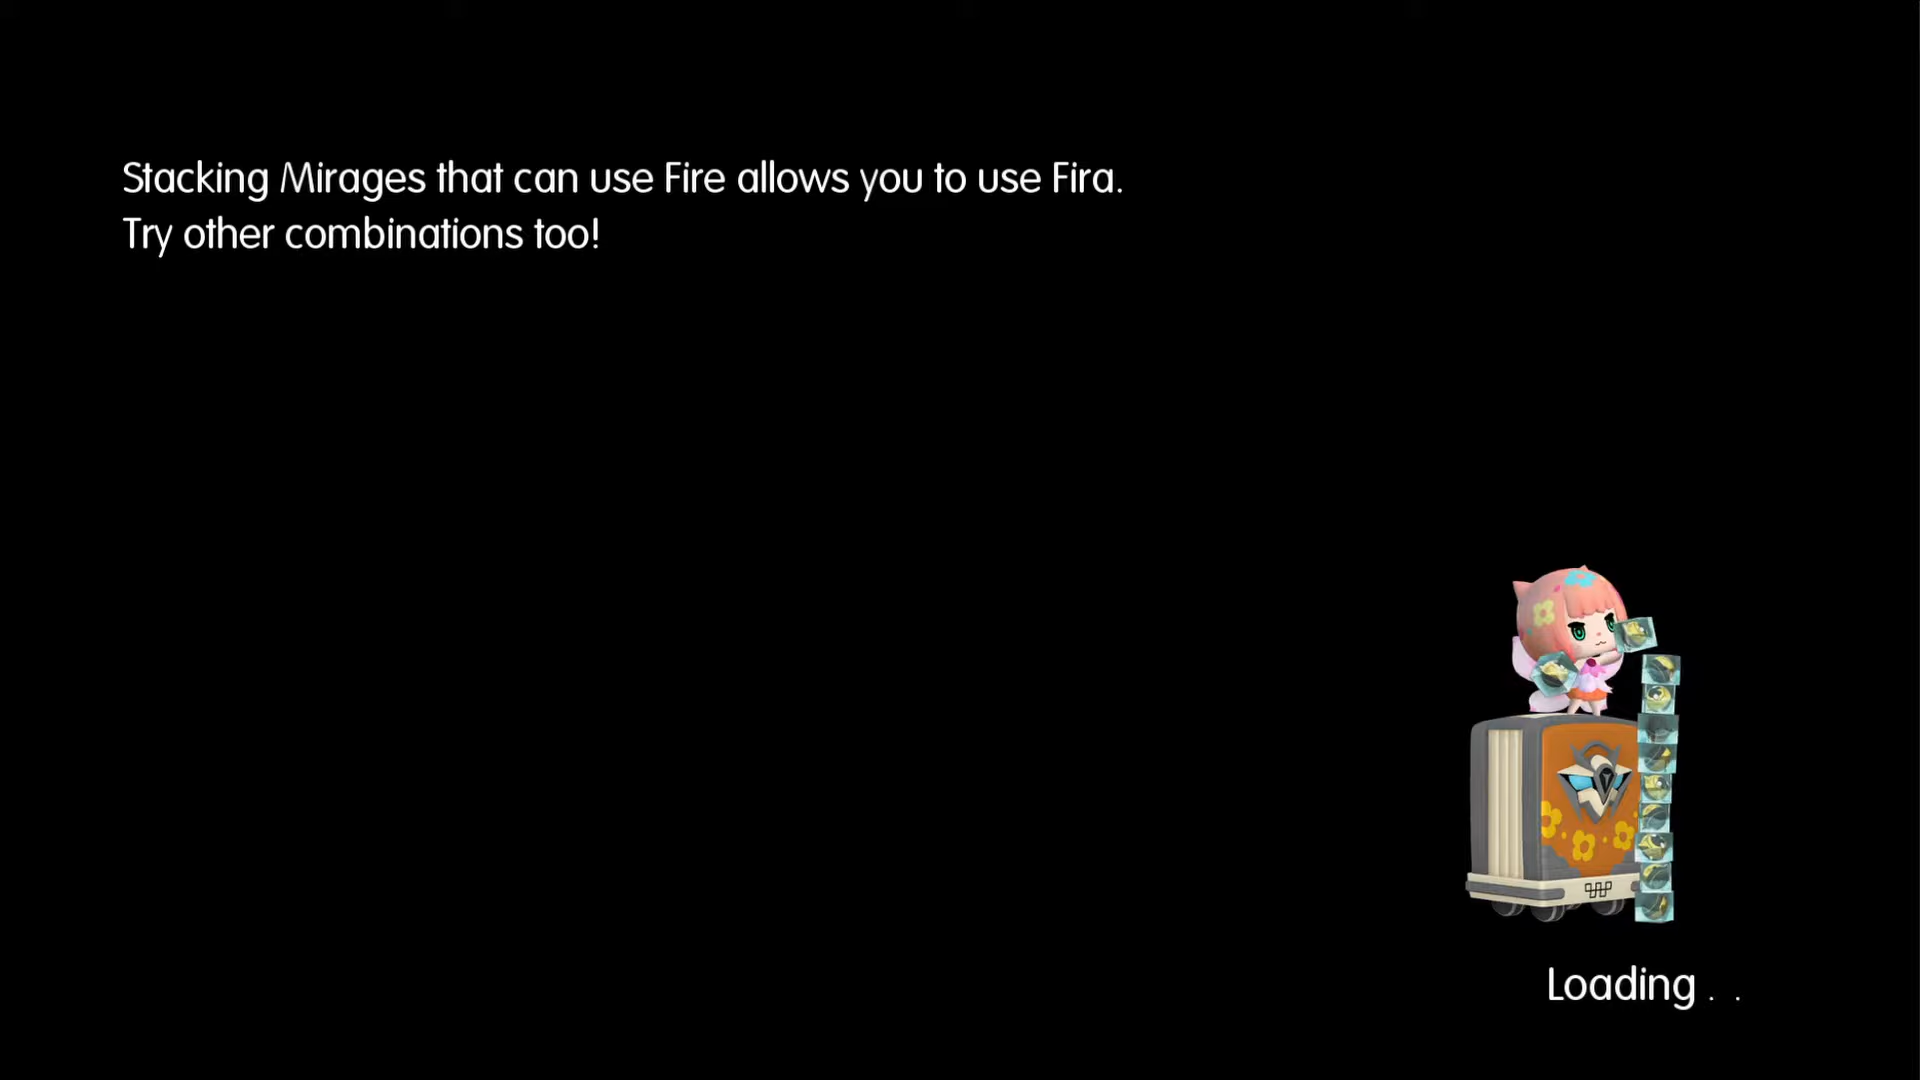 Stacking Mirages that can use Fire allows you to use Fira.
Try other combinations too!
Loading . .